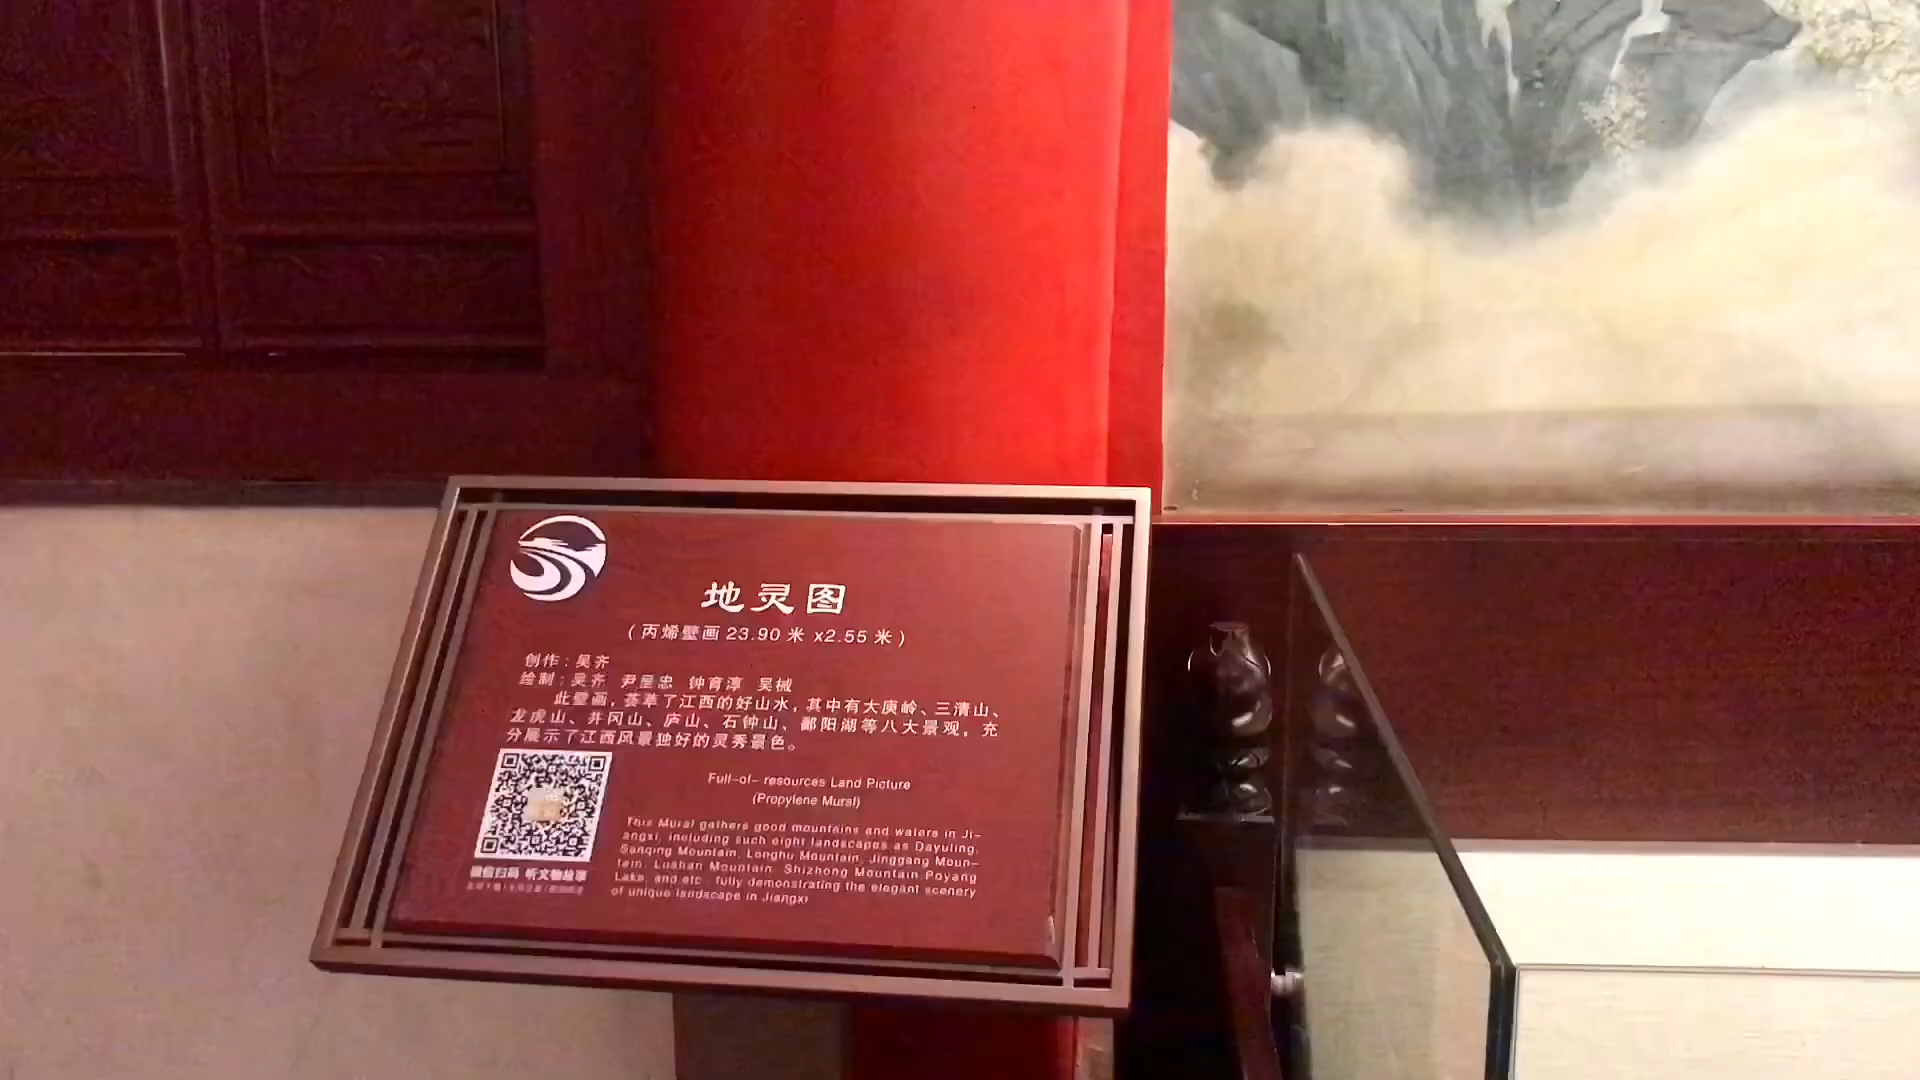 地灵图
(丙烯壁画 23.90 米 x2.55 米)
创作:吴齐
绘制:吴齐 尹呈忠 钟育淳 吴械
此壁画,荟萃了江西的好山水,其中有大庾岭、三清山、
龙虎山、井冈山、庐山、石钟山、鄱阳湖等八大景观,充
分展示了江西风景独好的灵秀景色。
Full-of- resources Land Picture
(Propylene Mural)
This Mural gathers good mountains and waters in Ji-
angxi, including such eight landscapes as Dayuling,
Sanqing Mountain, Longhu Mountain, Jinggang Moun-
tein, Lushan Mountain, Shizhong Mountain Poyang
Lake, and etc., fully demonstrating the elegant scenery
of unique landscape in Jiangxi
微信扫码 听文物故事